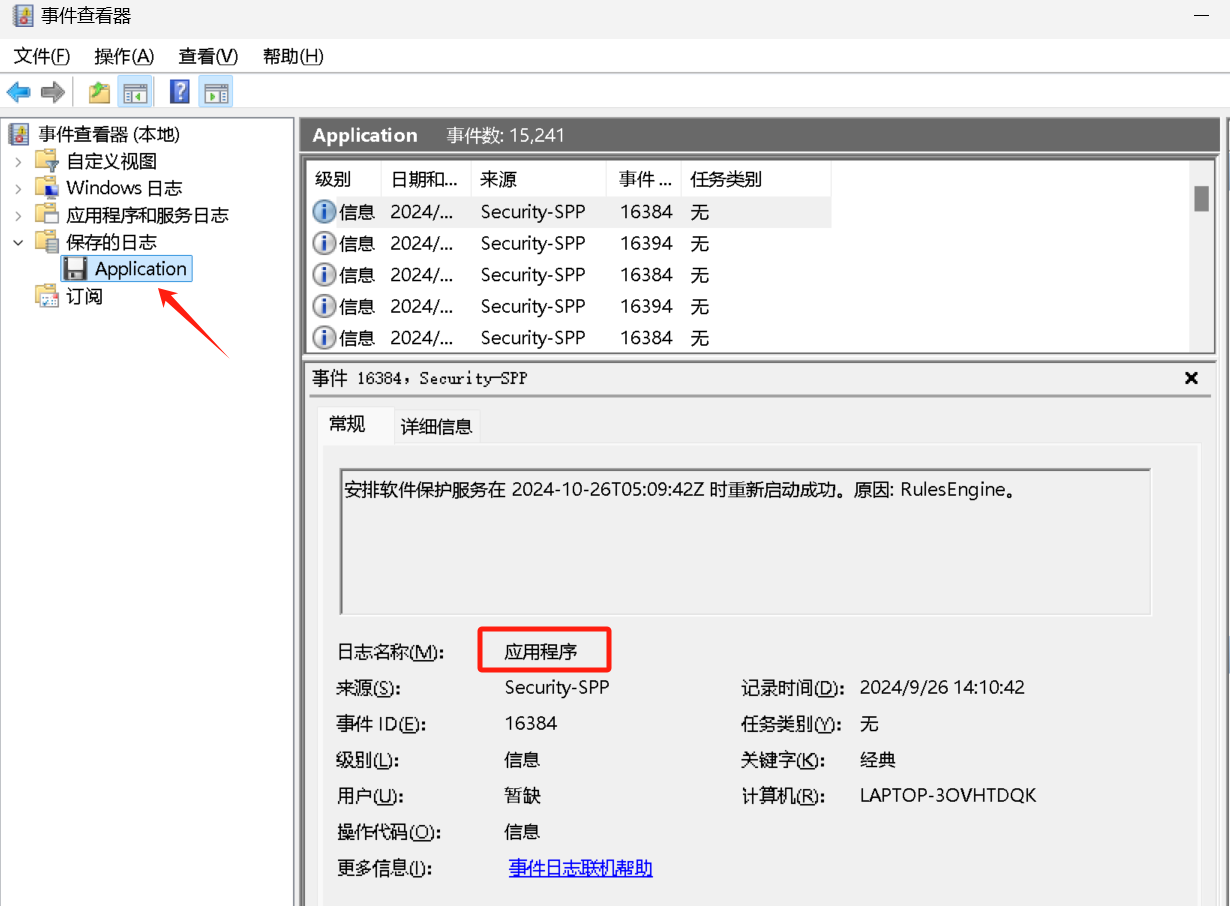 事件查看器
文件(F) 操作(A) 查看(V) 帮助(H)
事件查看器 (本地)
自定义视图
Windows 日志
应用程序和服务日志
保存的日志
Application
订阅
Application 事件数: 15,241
级别 日期和... 来源 事件 ... 任务类别
信息 2024/... Security-SPP 16384 无
信息 2024/... Security-SPP 16394 无
信息 2024/... Security-SPP 16384 无
信息 2024/... Security-SPP 16394 无
信息 2024/... Security-SPP 16384 无
事件 16384，Security-SPP
常规 详细信息
安排软件保护服务在 2024-10-26T05:09:42Z 时重新启动成功。原因: RulesEngine。
日志名称(M): 应用程序
来源(S): Security-SPP 记录时间(D): 2024/9/26 14:10:42
事件 ID(E): 16384 任务类别(Y): 无
级别(L): 信息 关键字(K): 经典
用户(U): 暂缺 计算机(R): LAPTOP-3OVHTDQK
操作代码(O): 信息
更多信息(I): 事件日志联机帮助